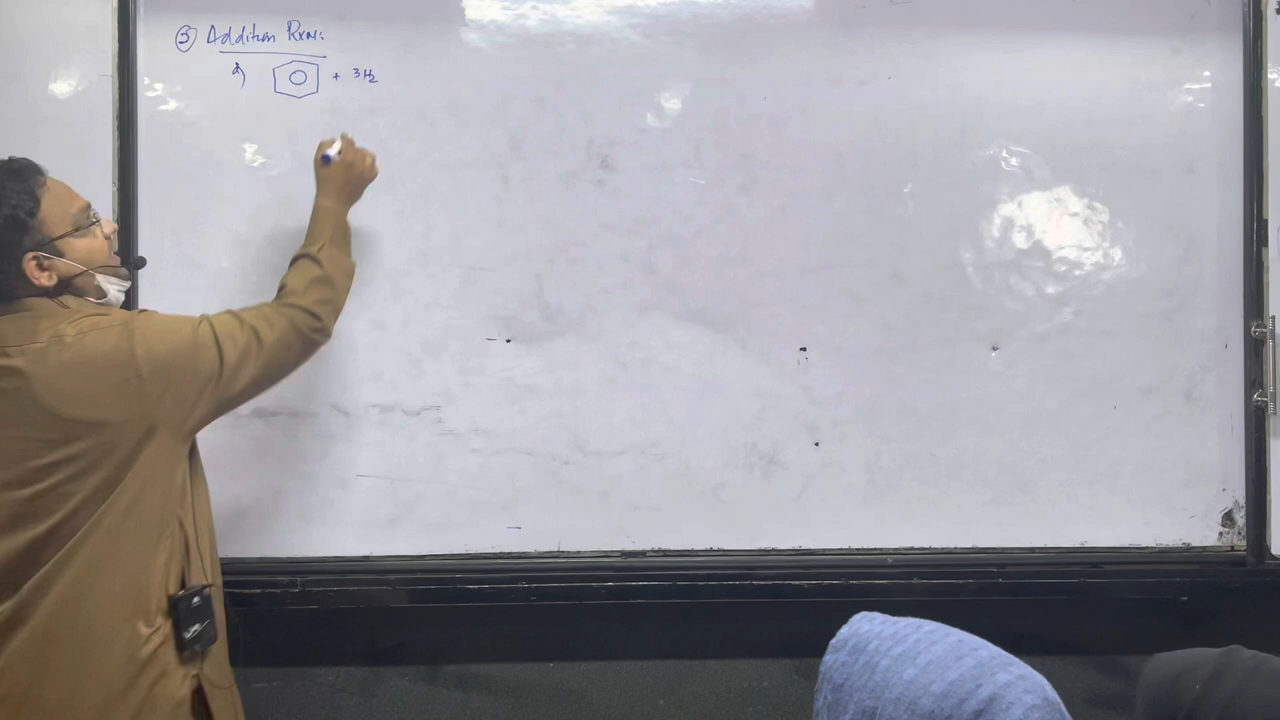 ③ Addition Rxn:
a) + 3H₂